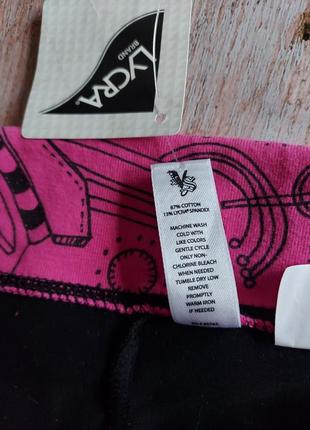 LYCRA
BRAND
87% COTTON
13% LYCRA® SPANDEX
MACHINE WASH
COLD WITH
LIKE COLORS
GENTLE CYCLE
ONLY NON-
CHLORINE BLEACH
WHEN NEEDED
TUMBLE DRY LOW
REMOVE
PROMPTLY
WARM IRON
IF NEEDED